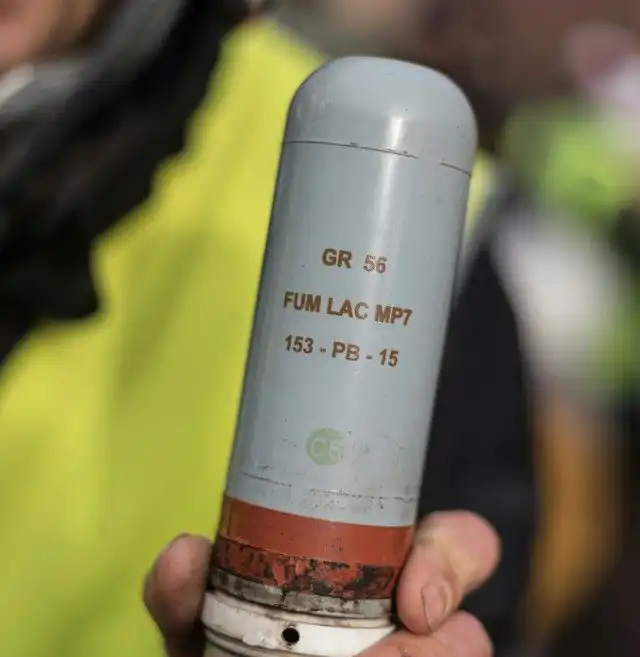 GR 56
FUM LAC MP7
153 - PB - 15
CS